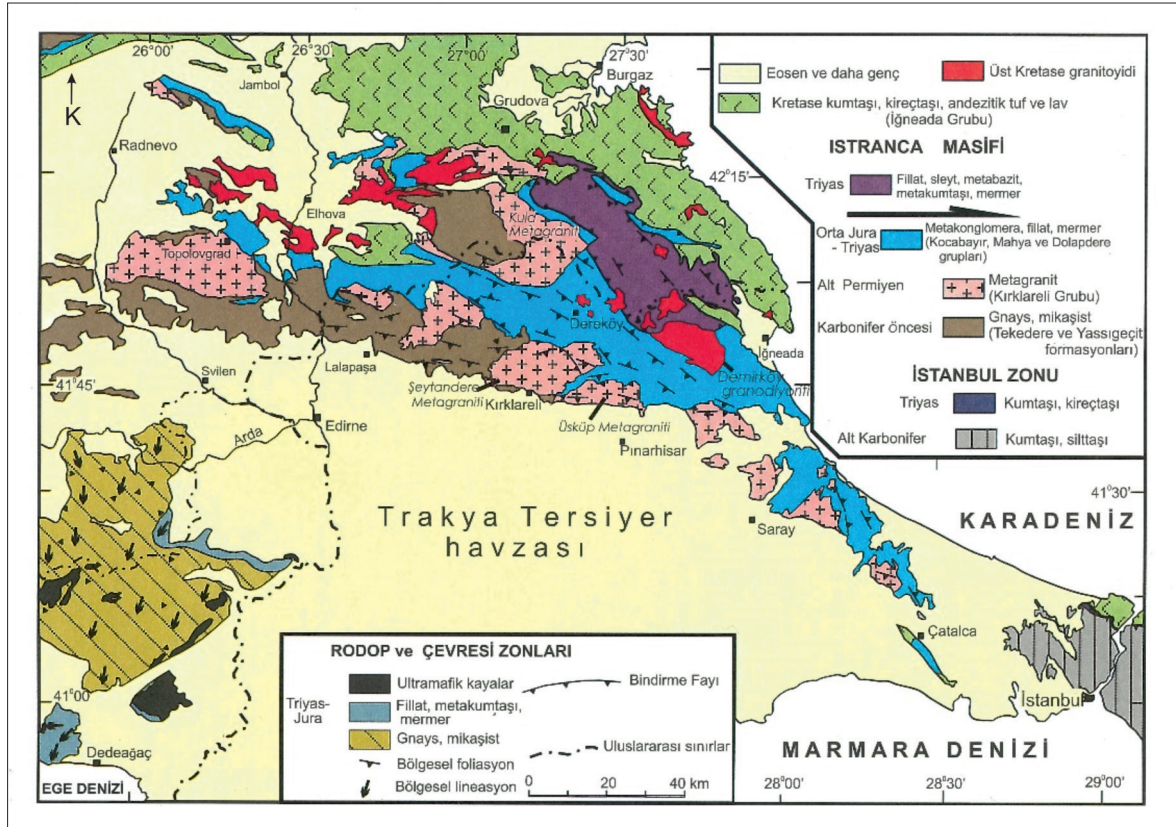 26°00'
26°30'
27°00'
27°30'
Burgaz
Jambol
Grudova
K
Radnevo
42°15'
Elhova
Kula
Metagraniti
Topolovgrad
Dereköy
İğneada
Lalapaşa
Demirköy
granodiyoriti
41°45'
Svilen
Şeytandere
Metagraniti
Kırklareli
Üsküp Metagraniti
Arda
Edirne
Pınarhisar
41°30'
Trakya Tersiyer
havzası
Saray
KARADENİZ
Çatalca
41°00
İstanbul
Dedeağaç
MARMARA DENİZİ
EGE DENİZİ
28°00'
28°30'
29°00'
Eosen ve daha genç
Üst Kretase granitoyidi
Kretase kumtaşı, kireçtaşı, andezitik tuf ve lav
(İğneada Grubu)
ISTRANCA MASİFİ
Triyas
Fillat, sleyt, metabazit,
metakumtaşı, mermer
Orta Jura
- Triyas
Metakonglomera, fillat, mermer
(Kocabayır, Mahya ve Dolapdere
grupları)
Alt Permiyen
Metagranit
(Kırklareli Grubu)
Karbonifer öncesi
Gnays, mikaşist
(Tekedere ve Yassıgeçit
formasyonları)
İSTANBUL ZONU
Triyas
Kumtaşı, kireçtaşı
Alt Karbonifer
Kumtaşı, silttaşı
RODOP ve ÇEVRESİ ZONLARI
Triyas-
Jura
Ultramafik kayalar
Fillat, metakumtaşı,
mermer
Gnays, mikaşist
Bölgesel foliasyon
Bölgesel lineasyon
Bindirme Fayı
Uluslararası sınırlar
0 20 40 km